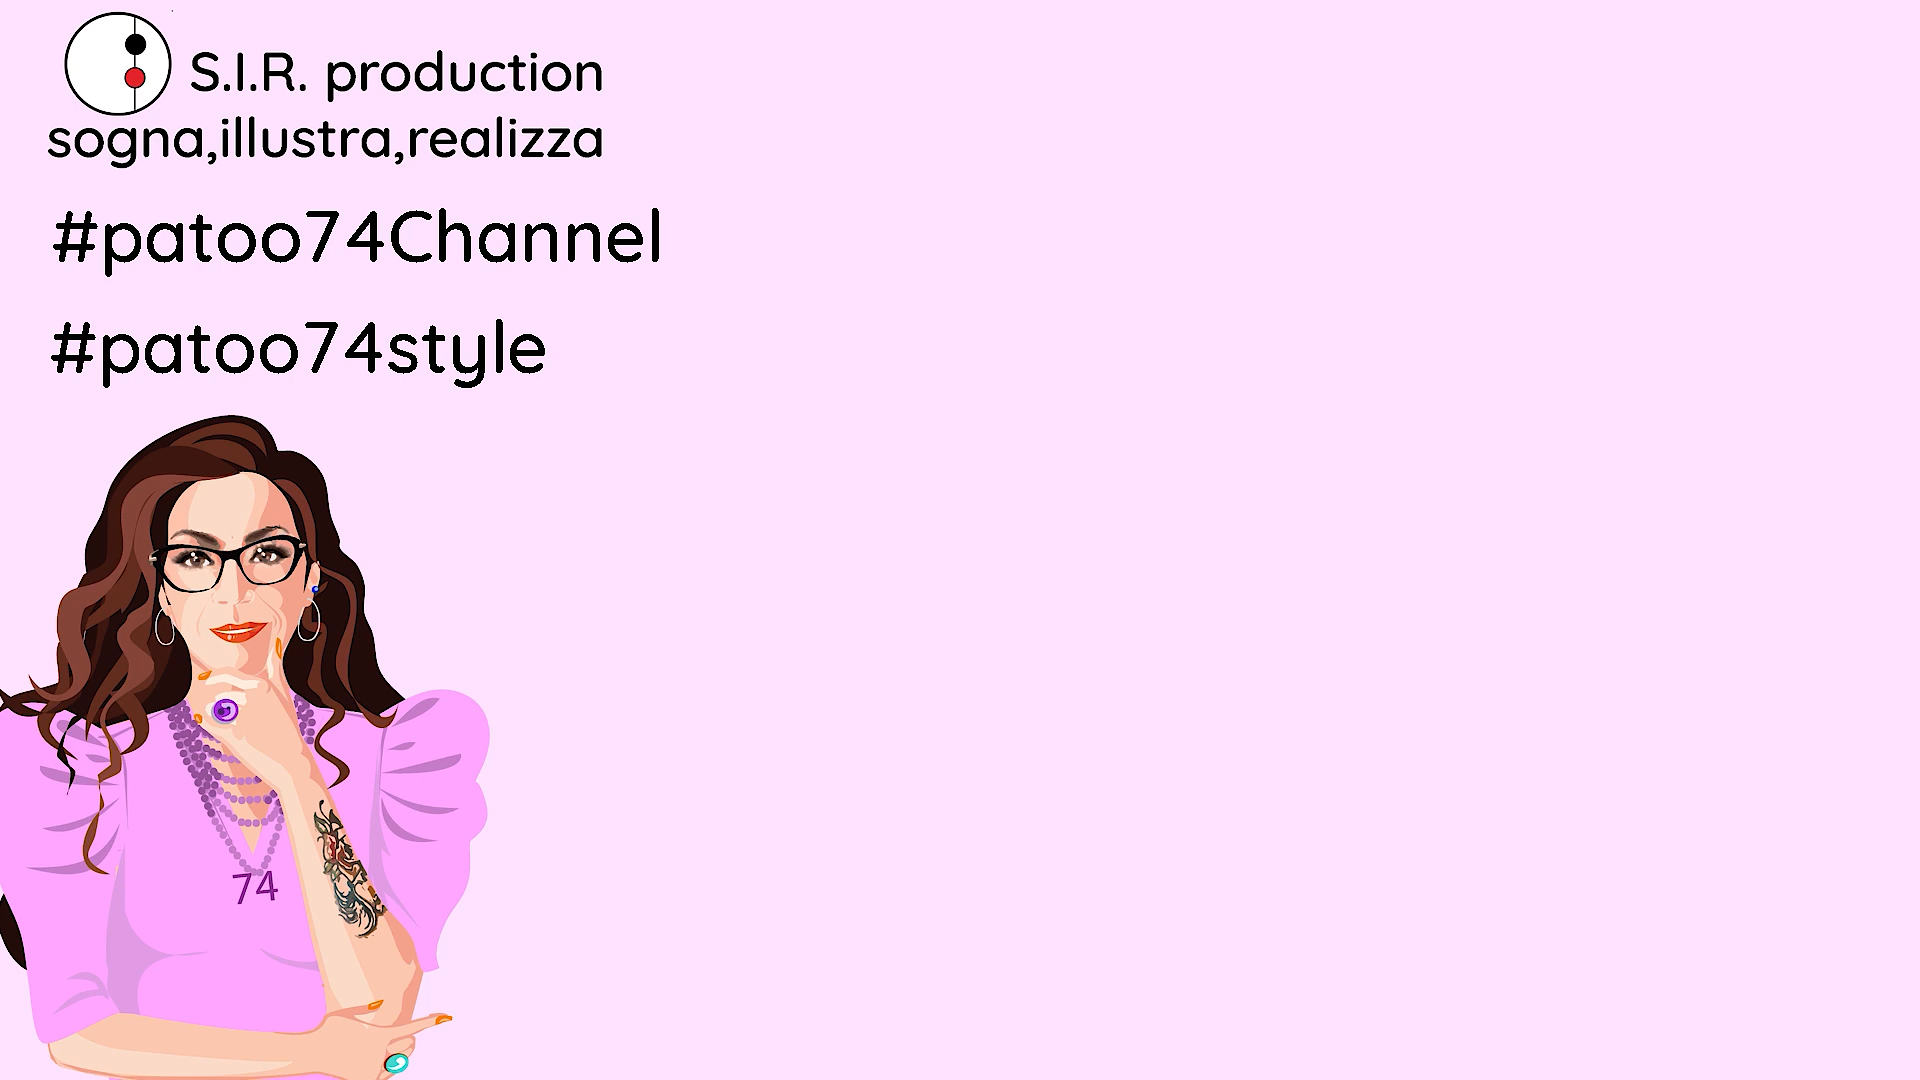 S.I.R. production
sogna,illustra,realizza
#patoo74Channel
#patoo74style
74